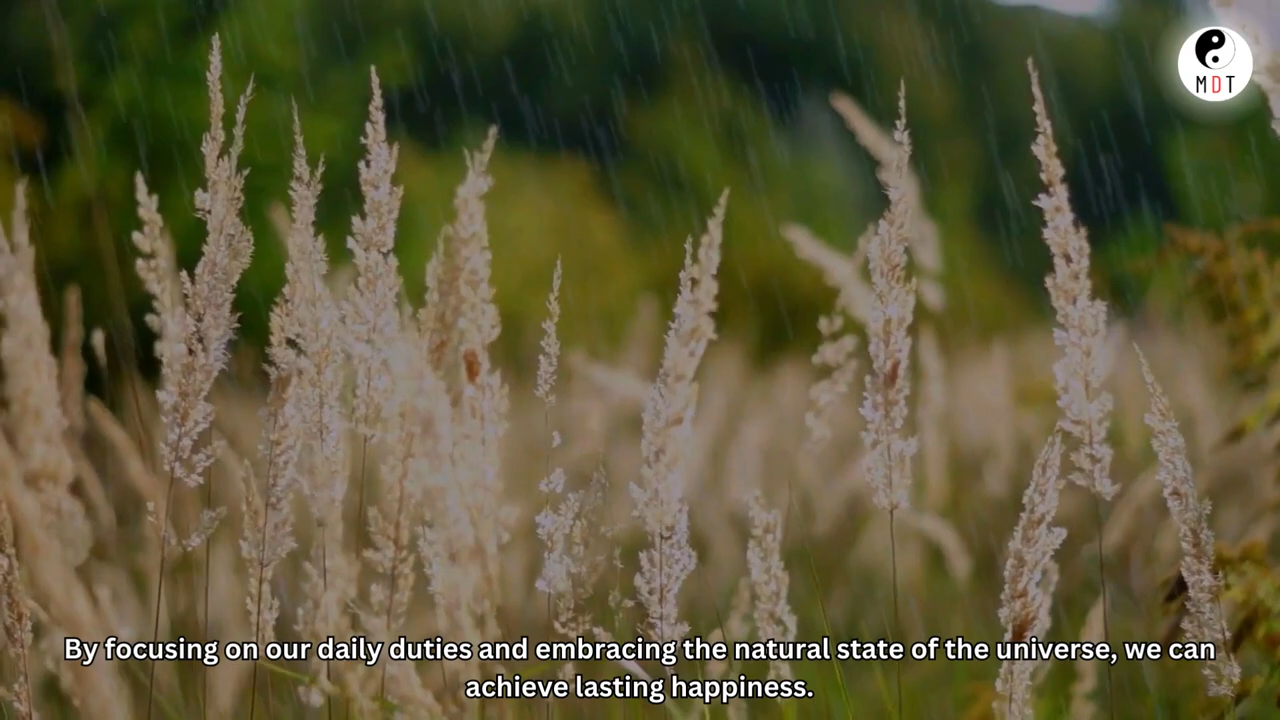 MDT
By focusing on our daily duties and embracing the natural state of the universe, we can
achieve lasting happiness.